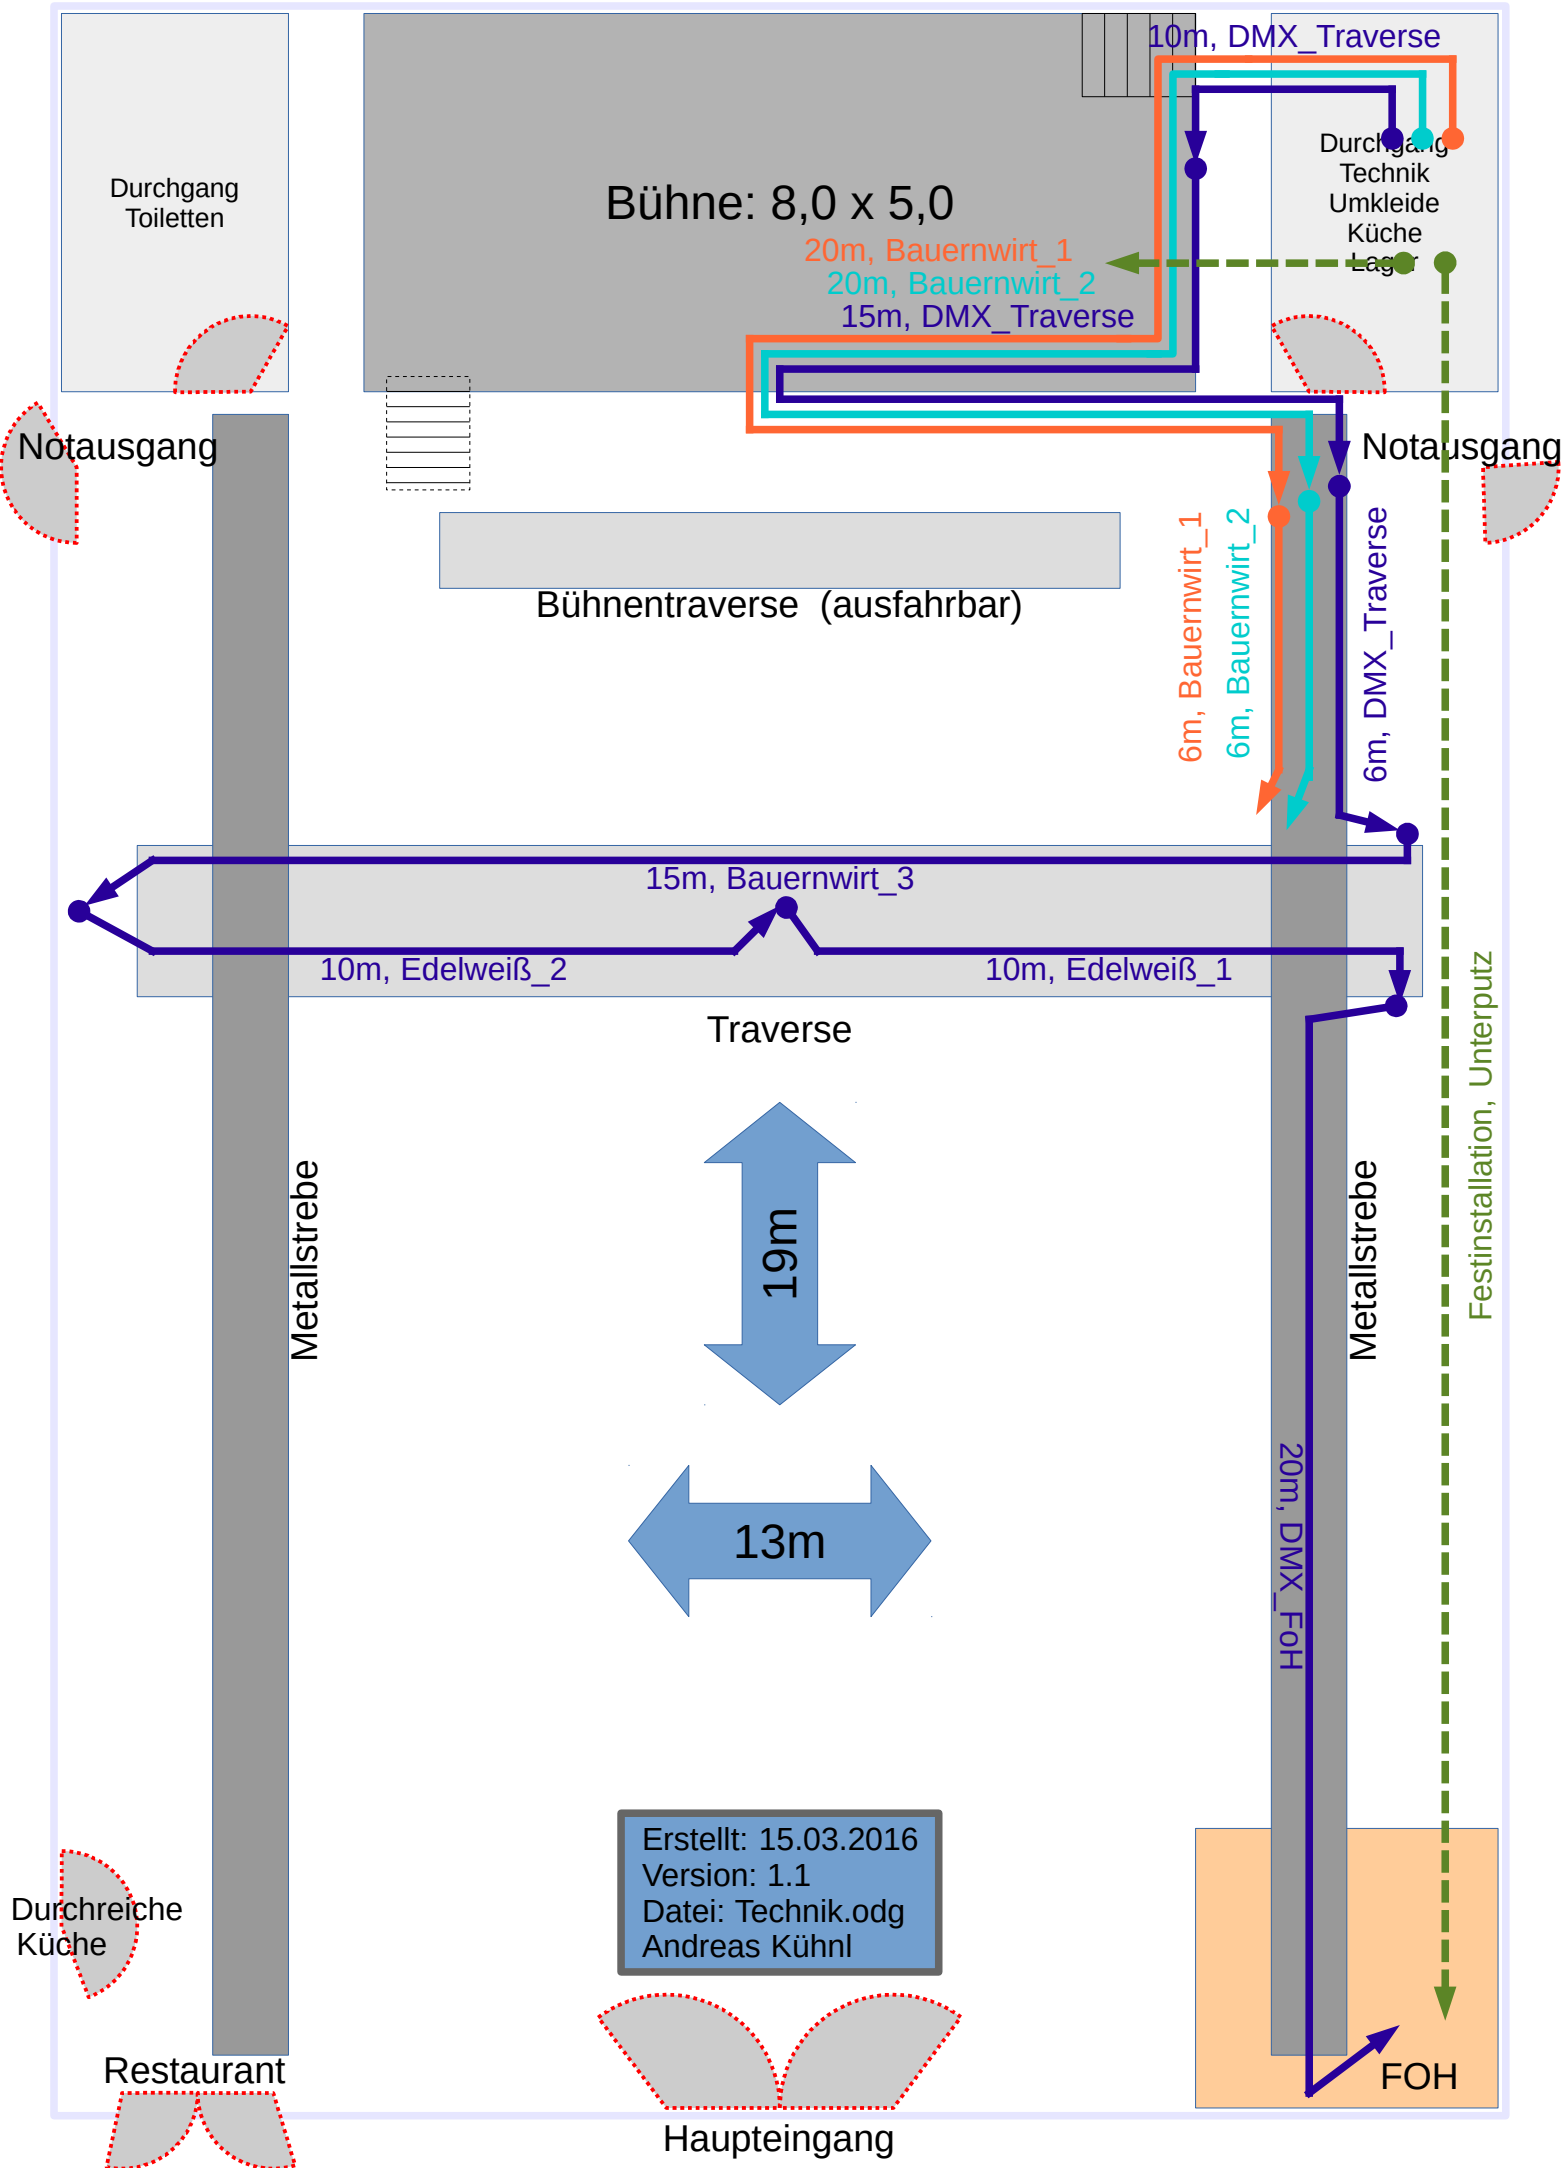 10m, DMX_Traverse
Durchgang
Toiletten
Bühne: 8,0 x 5,0
Durchgang
Technik
Umkleide
Küche
Lager
20m, Bauernwirt_1
20m, Bauernwirt_2
15m, DMX_Traverse
Notausgang
Notausgang
6m, Bauernwirt_1
6m, Bauernwirt_2
6m, DMX_Traverse
Bühnentraverse (ausfahrbar)
15m, Bauernwirt_3
10m, Edelweiß_2
10m, Edelweiß_1
Traverse
Festinstallation, Unterputz
Metallstrebe
19m
Metallstrebe
13m
20m, DMX_FoH
Erstellt: 15.03.2016
Version: 1.1
Datei: Technik.odg
Andreas Kühnl
Durchreiche
Küche
Restaurant
FOH
Haupteingang